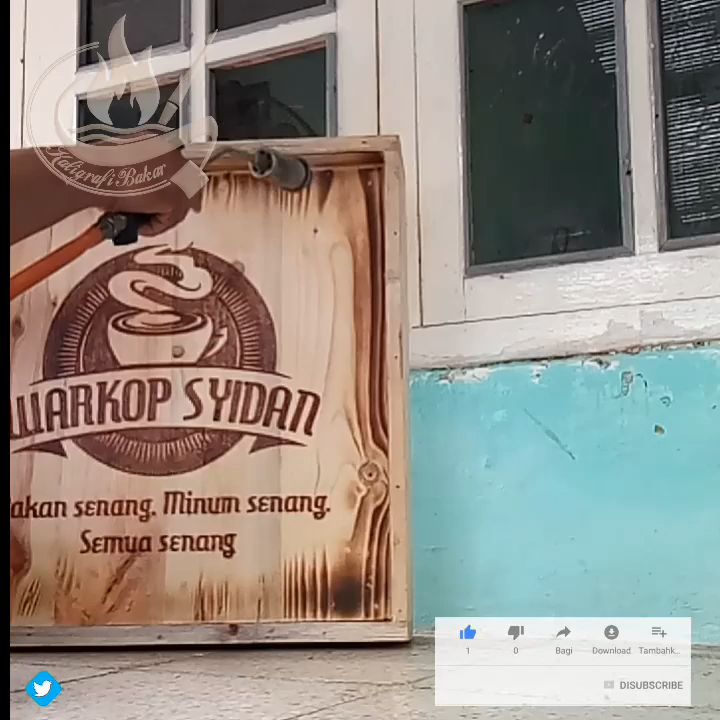 Kaligrafi Bakar
WARKOP SYIDAN
akan senang. Minum senang.
Semua senang
1 0 Bagi Download Tambahk...
DISUBSCRIBE